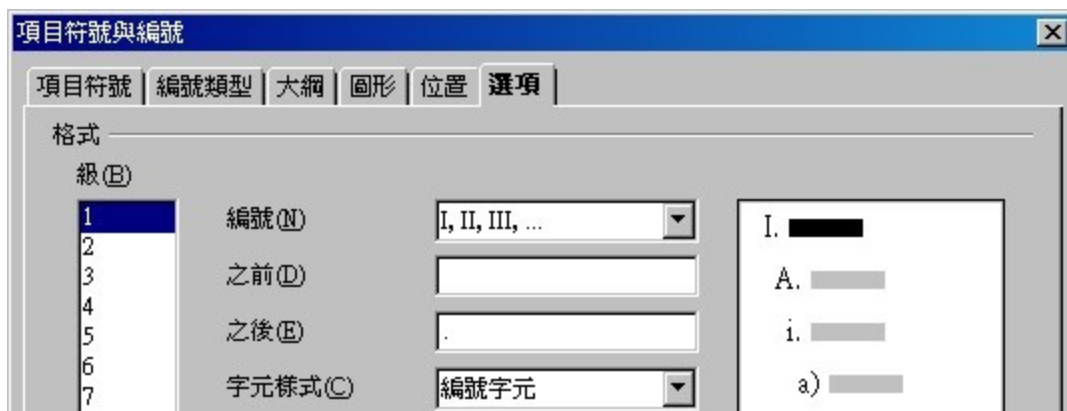 項目符號與編號
項目符號 編號類型 大綱 圖形 位置 選項
格式
級(B)
1
2
3
4
5
6
7
編號(N) I, II, III, ...
之前(D)
之後(E) .
字元樣式(C) 編號字元
I.
A.
i.
a)